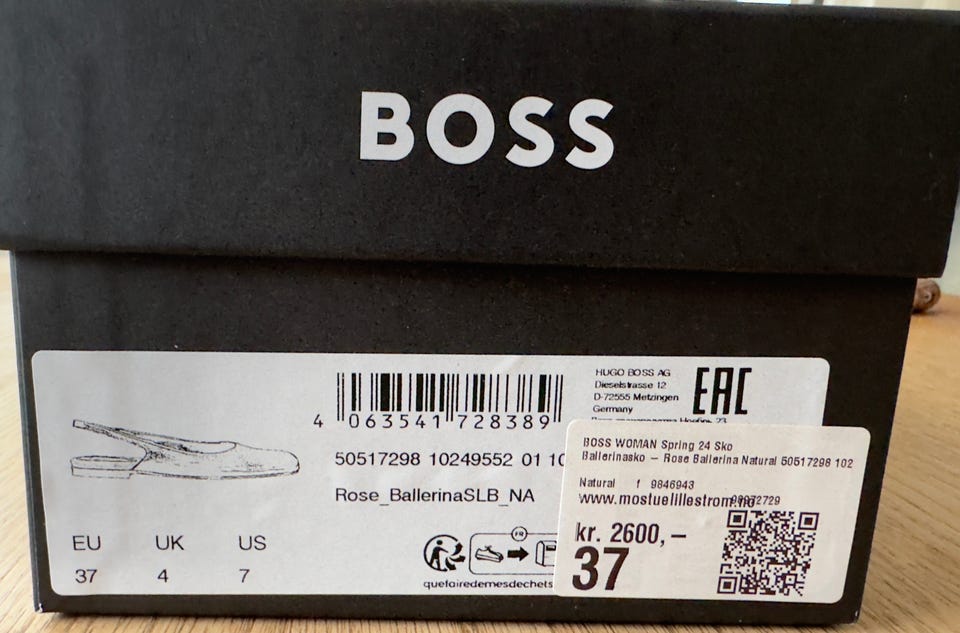 BOSS
4 063541 728389
50517298 10249552 01 10
Rose_BallerinaSLB_NA
EU UK US
37 4 7
quefairedemesdechets
FR
HUGO BOSS AG
Dieselstrasse 12
D-72555 Metzingen
Germany
EAC
BOSS WOMAN Spring 24 Sko
Ballerinasko – Rose Ballerina Natural 50517298 102
Natural f 9846943
www.mostuelillestrom.no
kr. 2600,–
37